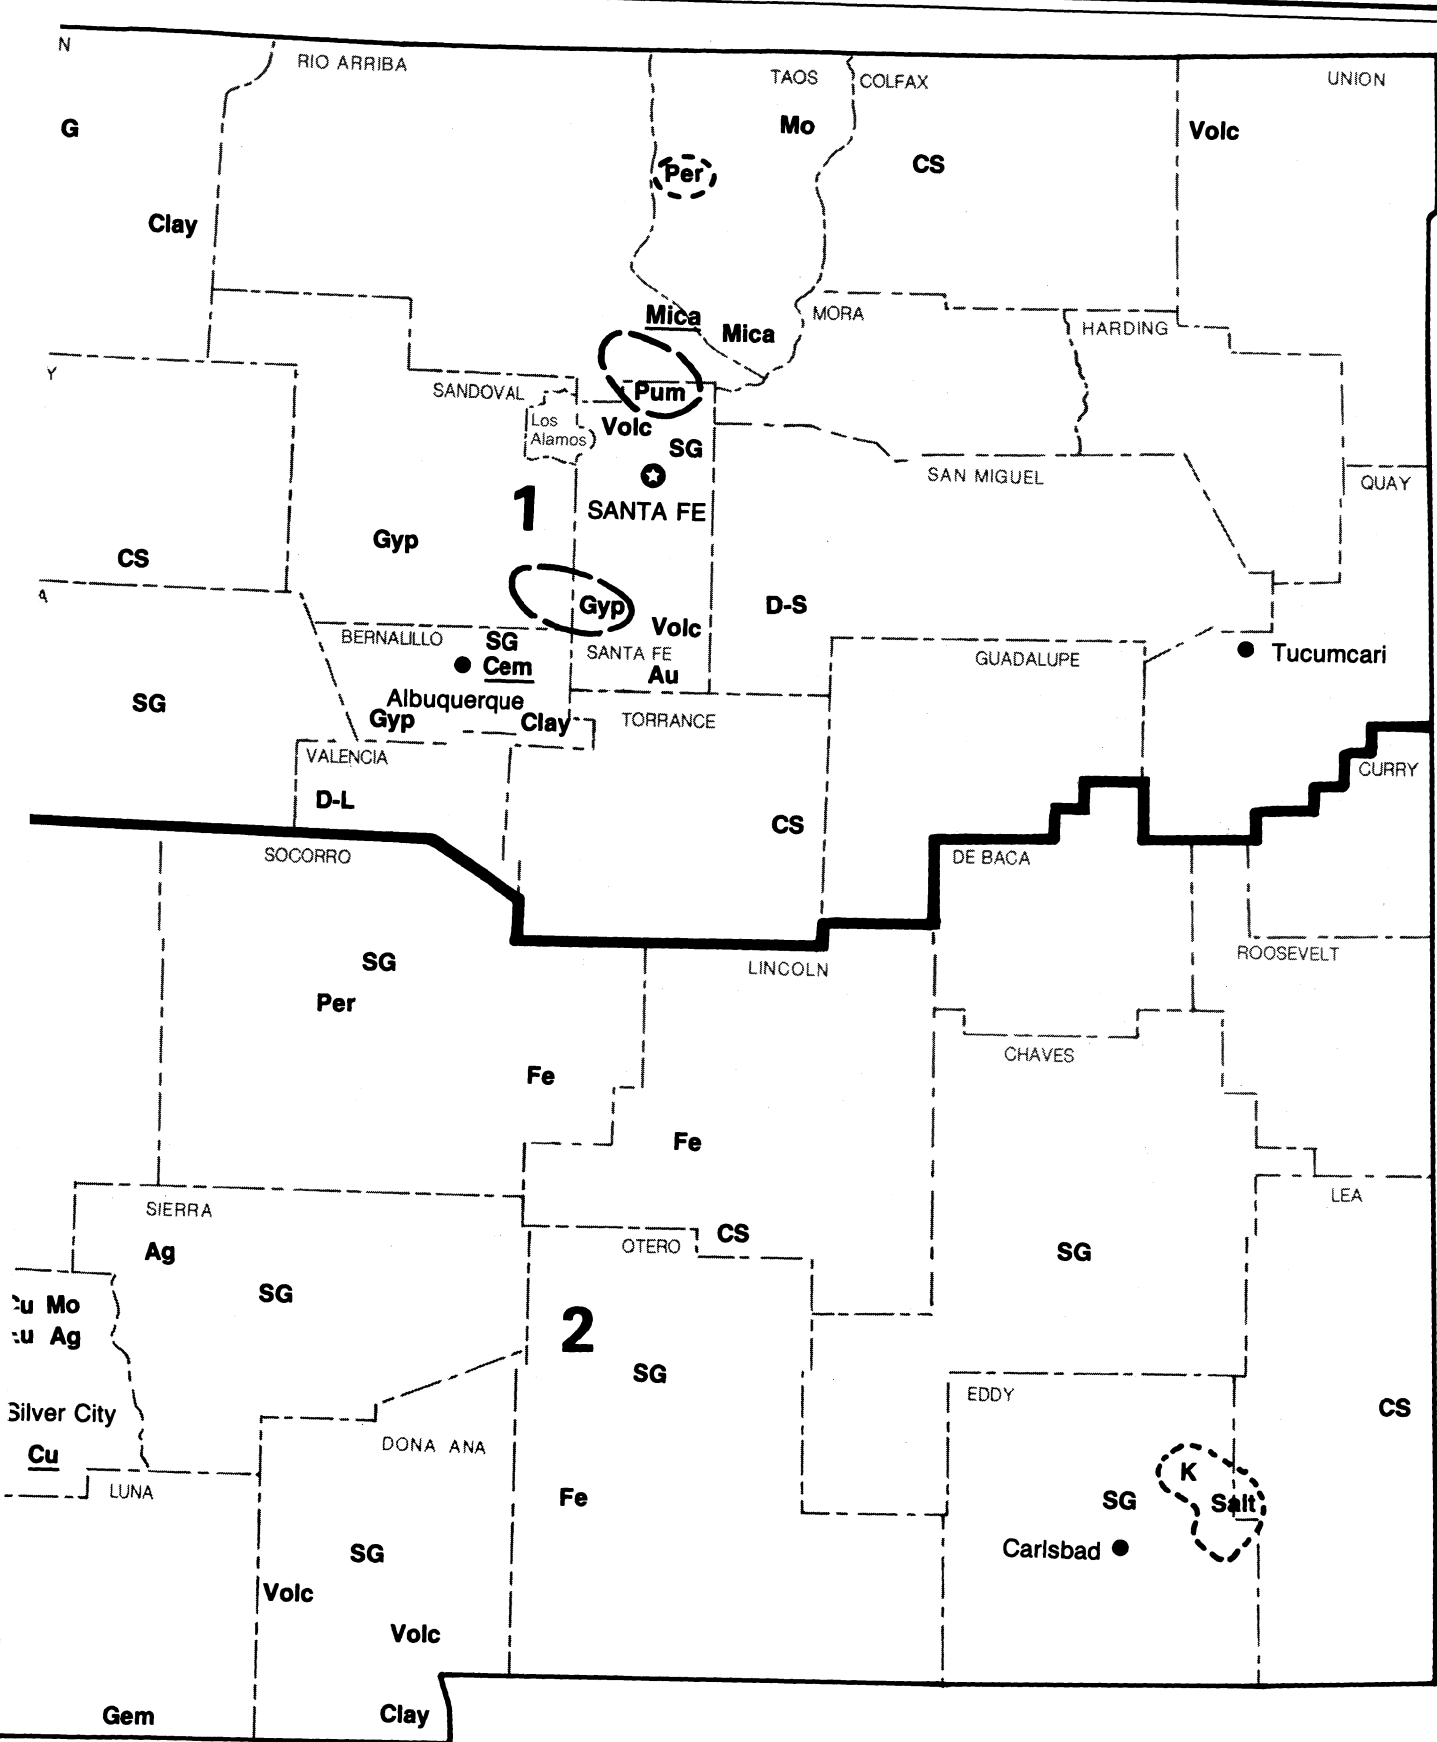 N
RIO ARRIBA
TAOS
COLFAX
UNION
G
Mo
Volc
CS
Per
Clay
Mica
Mica
MORA
HARDING
Y
SANDOVAL
Pum
Los
Alamos
Volc
SG
SAN MIGUEL
QUAY
1
SANTA FE
Gyp
CS
A
Gyp
D-S
Volc
BERNALILLO
SG
SANTA FE
Cem
GUADALUPE
Tucumcari
Au
SG
Albuquerque
Gyp
Clay
TORRANCE
VALENCIA
CURRY
D-L
CS
SOCORRO
DE BACA
SG
LINCOLN
ROOSEVELT
Per
CHAVES
Fe
Fe
SIERRA
LEA
Ag
CS
OTERO
SG
SG
Cu Mo
Au Ag
2
SG
EDDY
CS
Silver City
DONA ANA
Cu
K
LUNA
Fe
SG
Salt
SG
Carlsbad
Volc
Volc
Gem
Clay